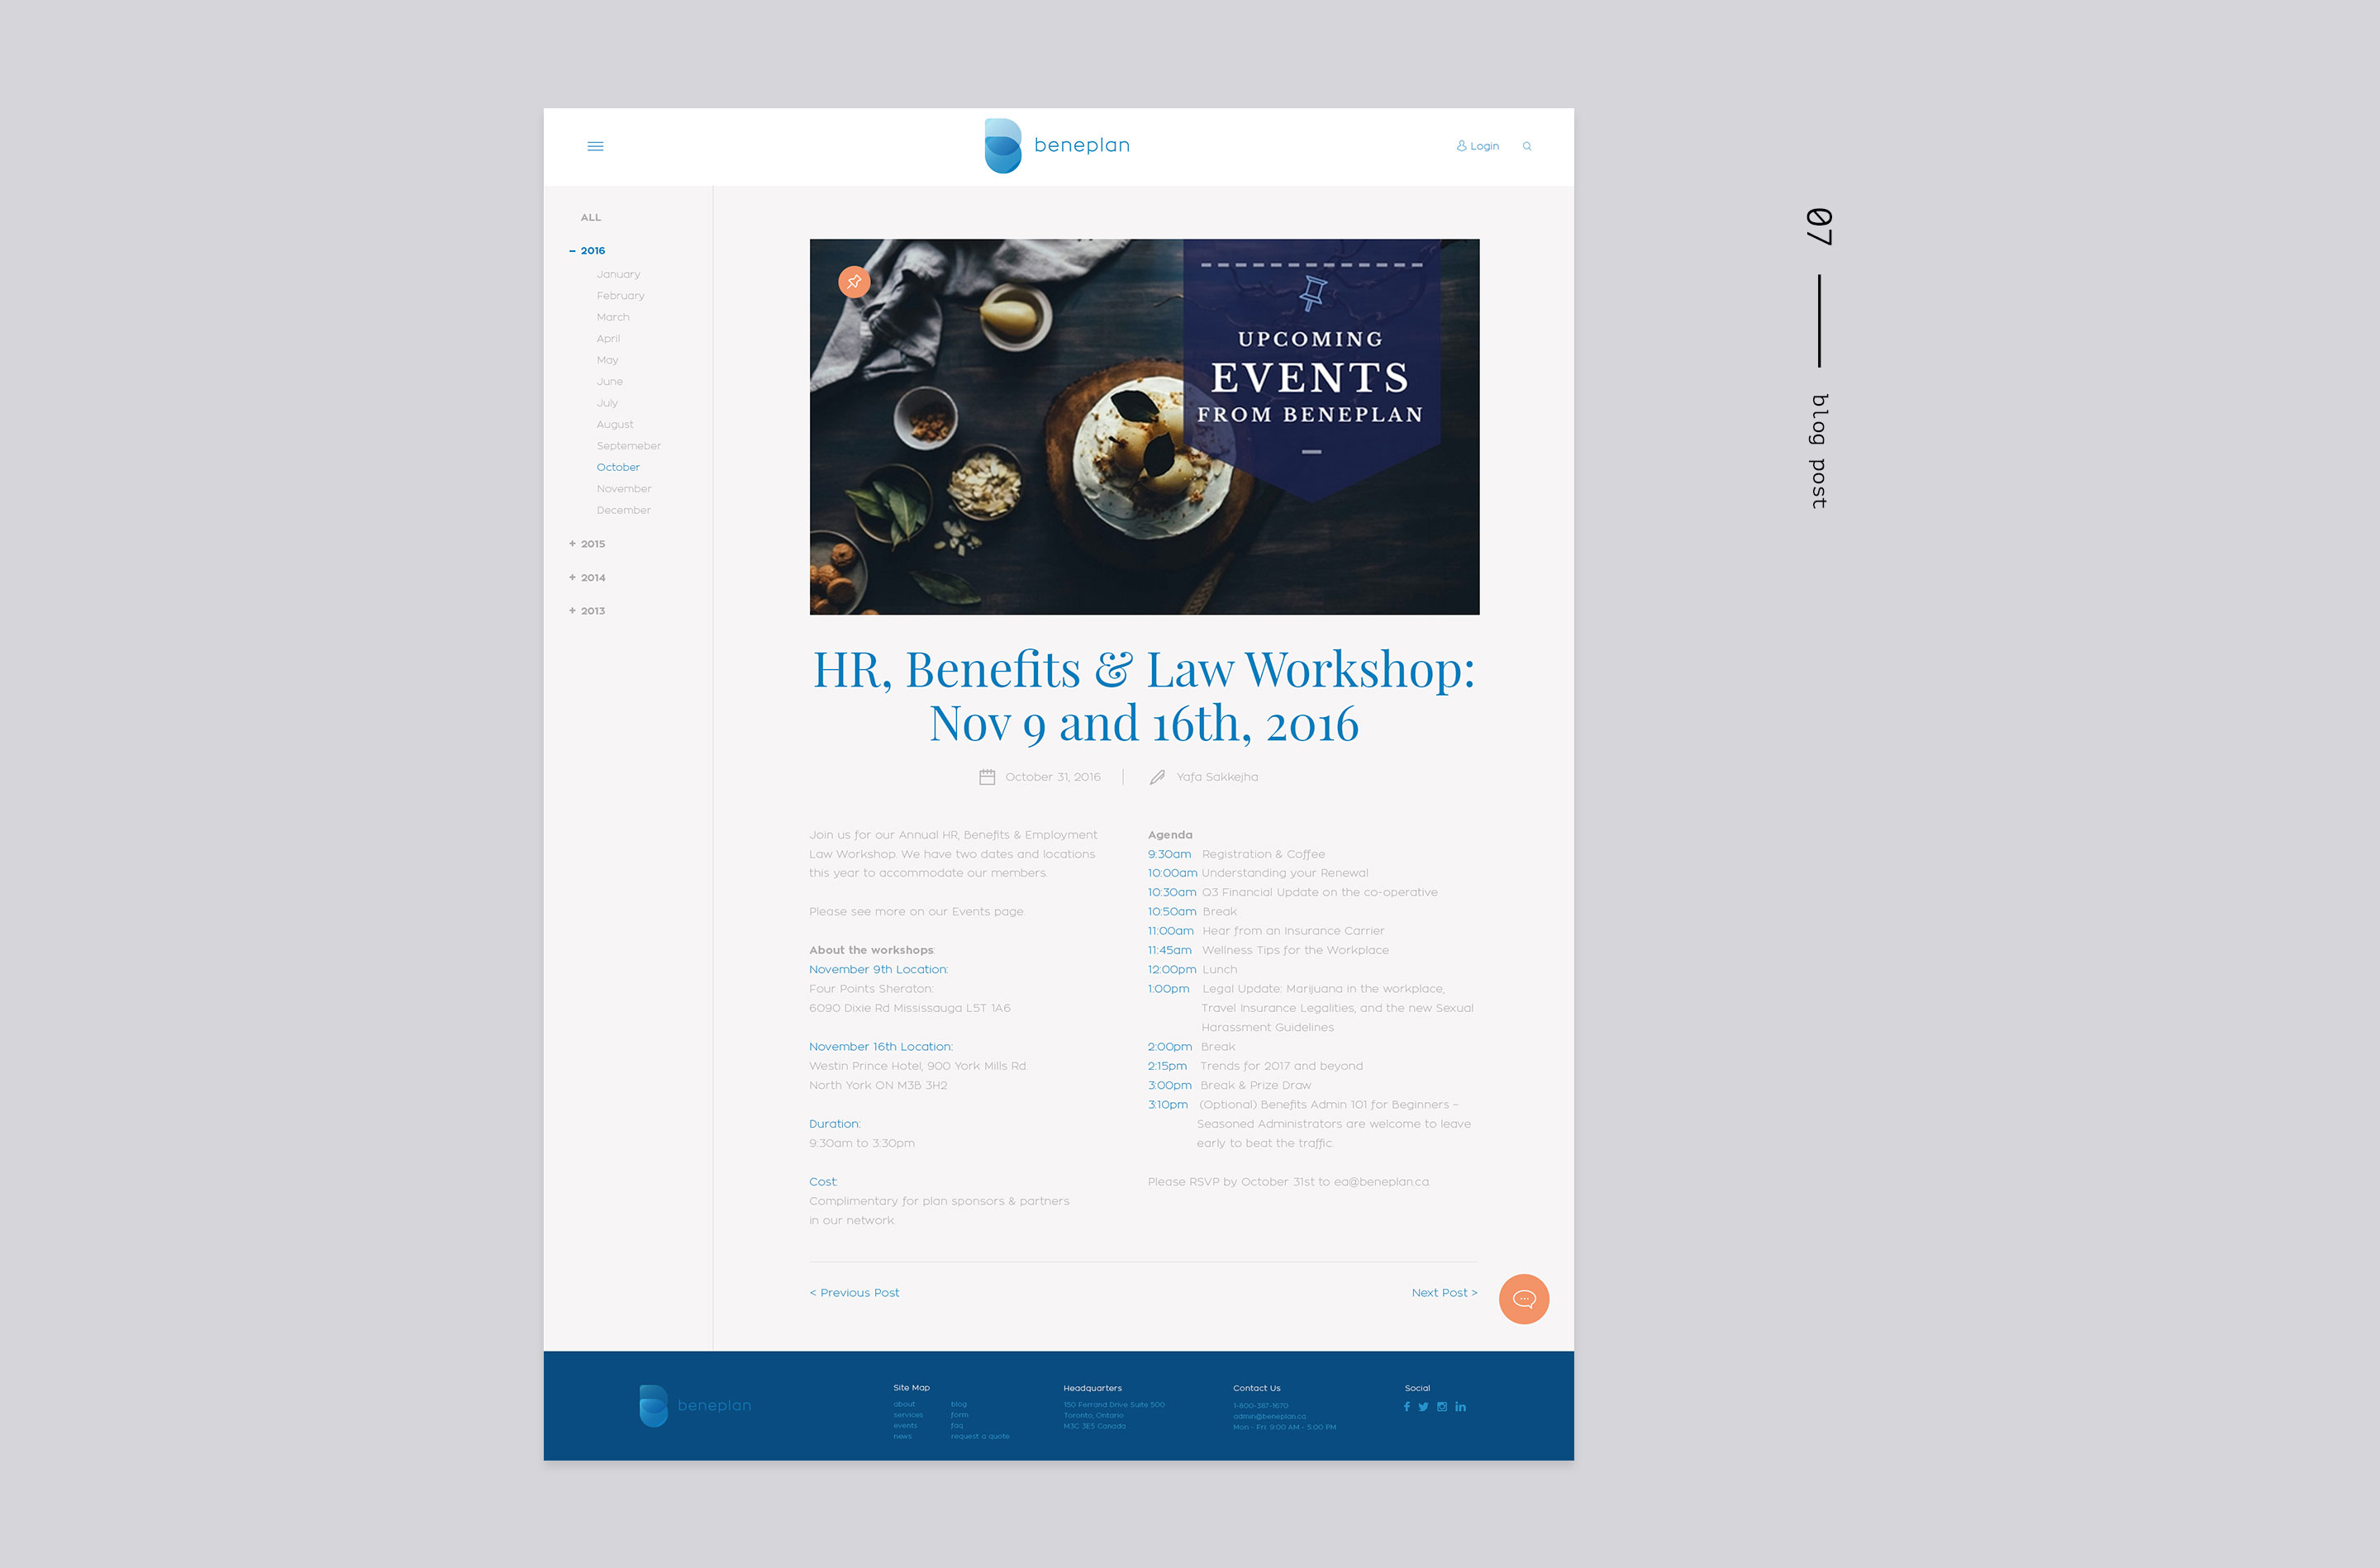 beneplan
Login
ALL
– 2016
January
February
March
April
May
June
July
August
Septemeber
October
November
December
+ 2015
+ 2014
+ 2013
UPCOMING
EVENTS
FROM BENEPLAN
HR, Benefits & Law Workshop:
Nov 9 and 16th, 2016
October 31, 2016 | Yafa Sakkejha
Join us for our Annual HR, Benefits & Employment
Law Workshop. We have two dates and locations
this year to accommodate our members.
Please see more on our Events page.
About the workshops:
November 9th Location:
Four Points Sheraton:
6090 Dixie Rd Mississauga L5T 1A6
November 16th Location:
Westin Prince Hotel, 900 York Mills Rd.
North York ON M3B 3H2
Duration:
9:30am to 3:30pm
Cost:
Complimentary for plan sponsors & partners
in our network.
Agenda
9:30am Registration & Coffee
10:00am Understanding your Renewal
10:30am Q3 Financial Update on the co-operative
10:50am Break
11:00am Hear from an Insurance Carrier
11:45am Wellness Tips for the Workplace
12:00pm Lunch
1:00pm Legal Update: Marijuana in the workplace,
Travel Insurance Legalities, and the new Sexual
Harassment Guidelines
2:00pm Break
2:15pm Trends for 2017 and beyond
3:00pm Break & Prize Draw
3:10pm (Optional) Benefits Admin 101 for Beginners –
Seasoned Administrators are welcome to leave
early to beat the traffic.
Please RSVP by October 31st to ea@beneplan.ca
< Previous Post
Next Post >
beneplan
Site Map
about
services
events
news
blog
form
faq
request a quote
Headquarters
150 Ferrand Drive Suite 500
Toronto, Ontario
M3C 3E5 Canada
Contact Us
1-800-387-1670
admin@beneplan.ca
Mon - Fri: 9:00 AM - 5:00 PM
Social
07
blog post